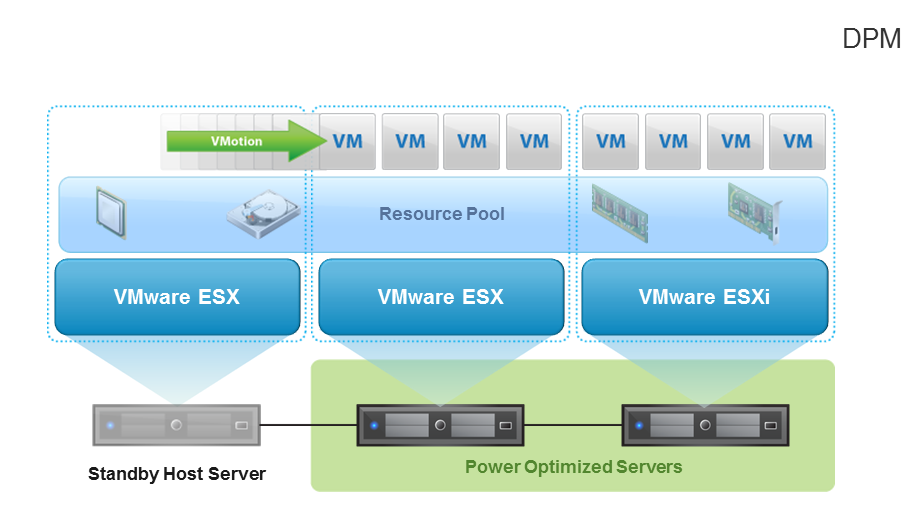 DPM
VMotion
VM VM VM VM
VM VM VM VM
Resource Pool
VMware ESX
VMware ESX
VMware ESXi
Standby Host Server
Power Optimized Servers